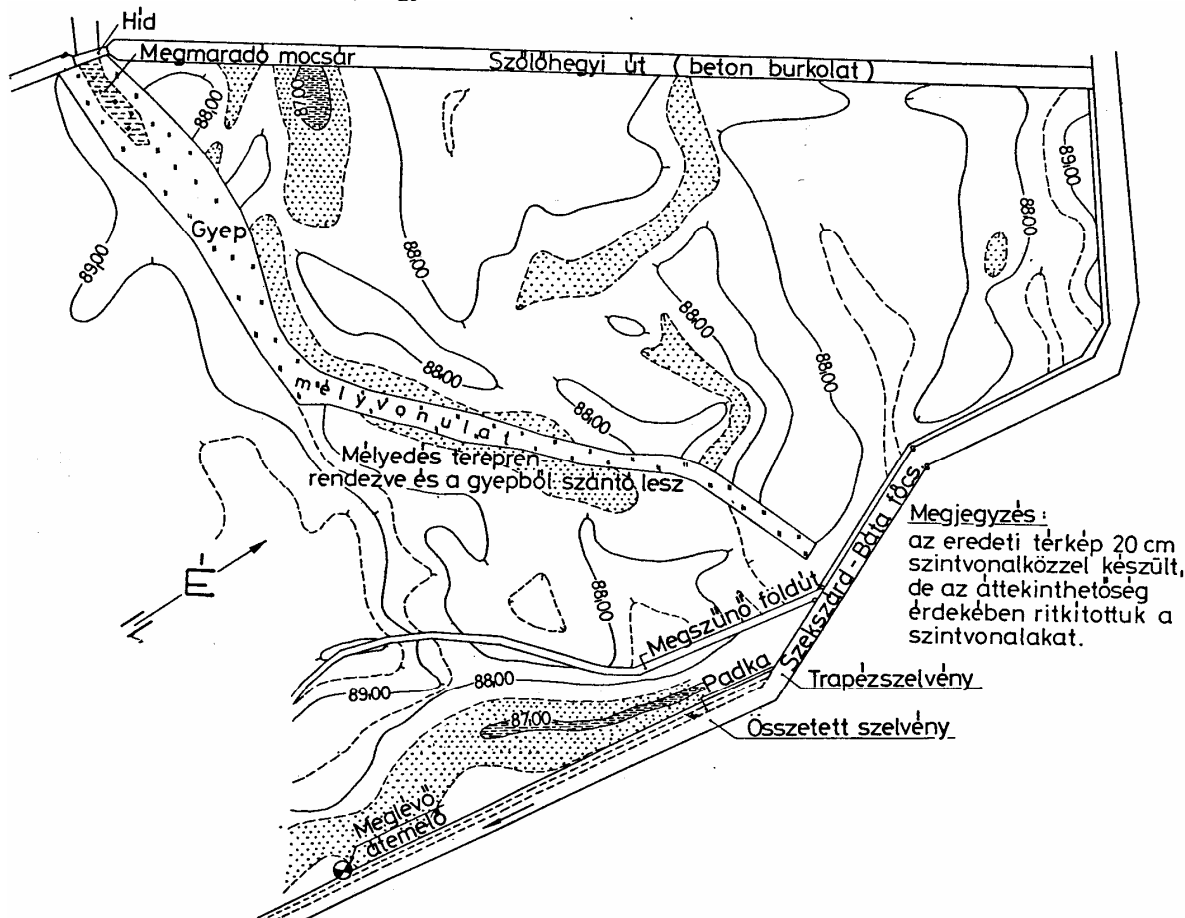 Híd
Megmaradó mocsár
Szőlőhegyi út (beton burkolat)
88,00
87,00
89,00
88,00
Gyep
89,00
88,00
88,00
88,00
88,00
88,00
mélyvonulat
Mélyedés tereprendezve és a gyepből szántó lesz
É
Megjegyzés:
az eredeti térkép 20 cm
szintvonalközzel készült,
de az áttekinthetőség
érdekében ritkítottuk a
szintvonalakat.
Szekszárd-Báta főcs.
88,00
Megszűnő földút
Padka
Trapézszelvény
89,00
88,00
87,00
Összetett szelvény
Meglévő
átemelő